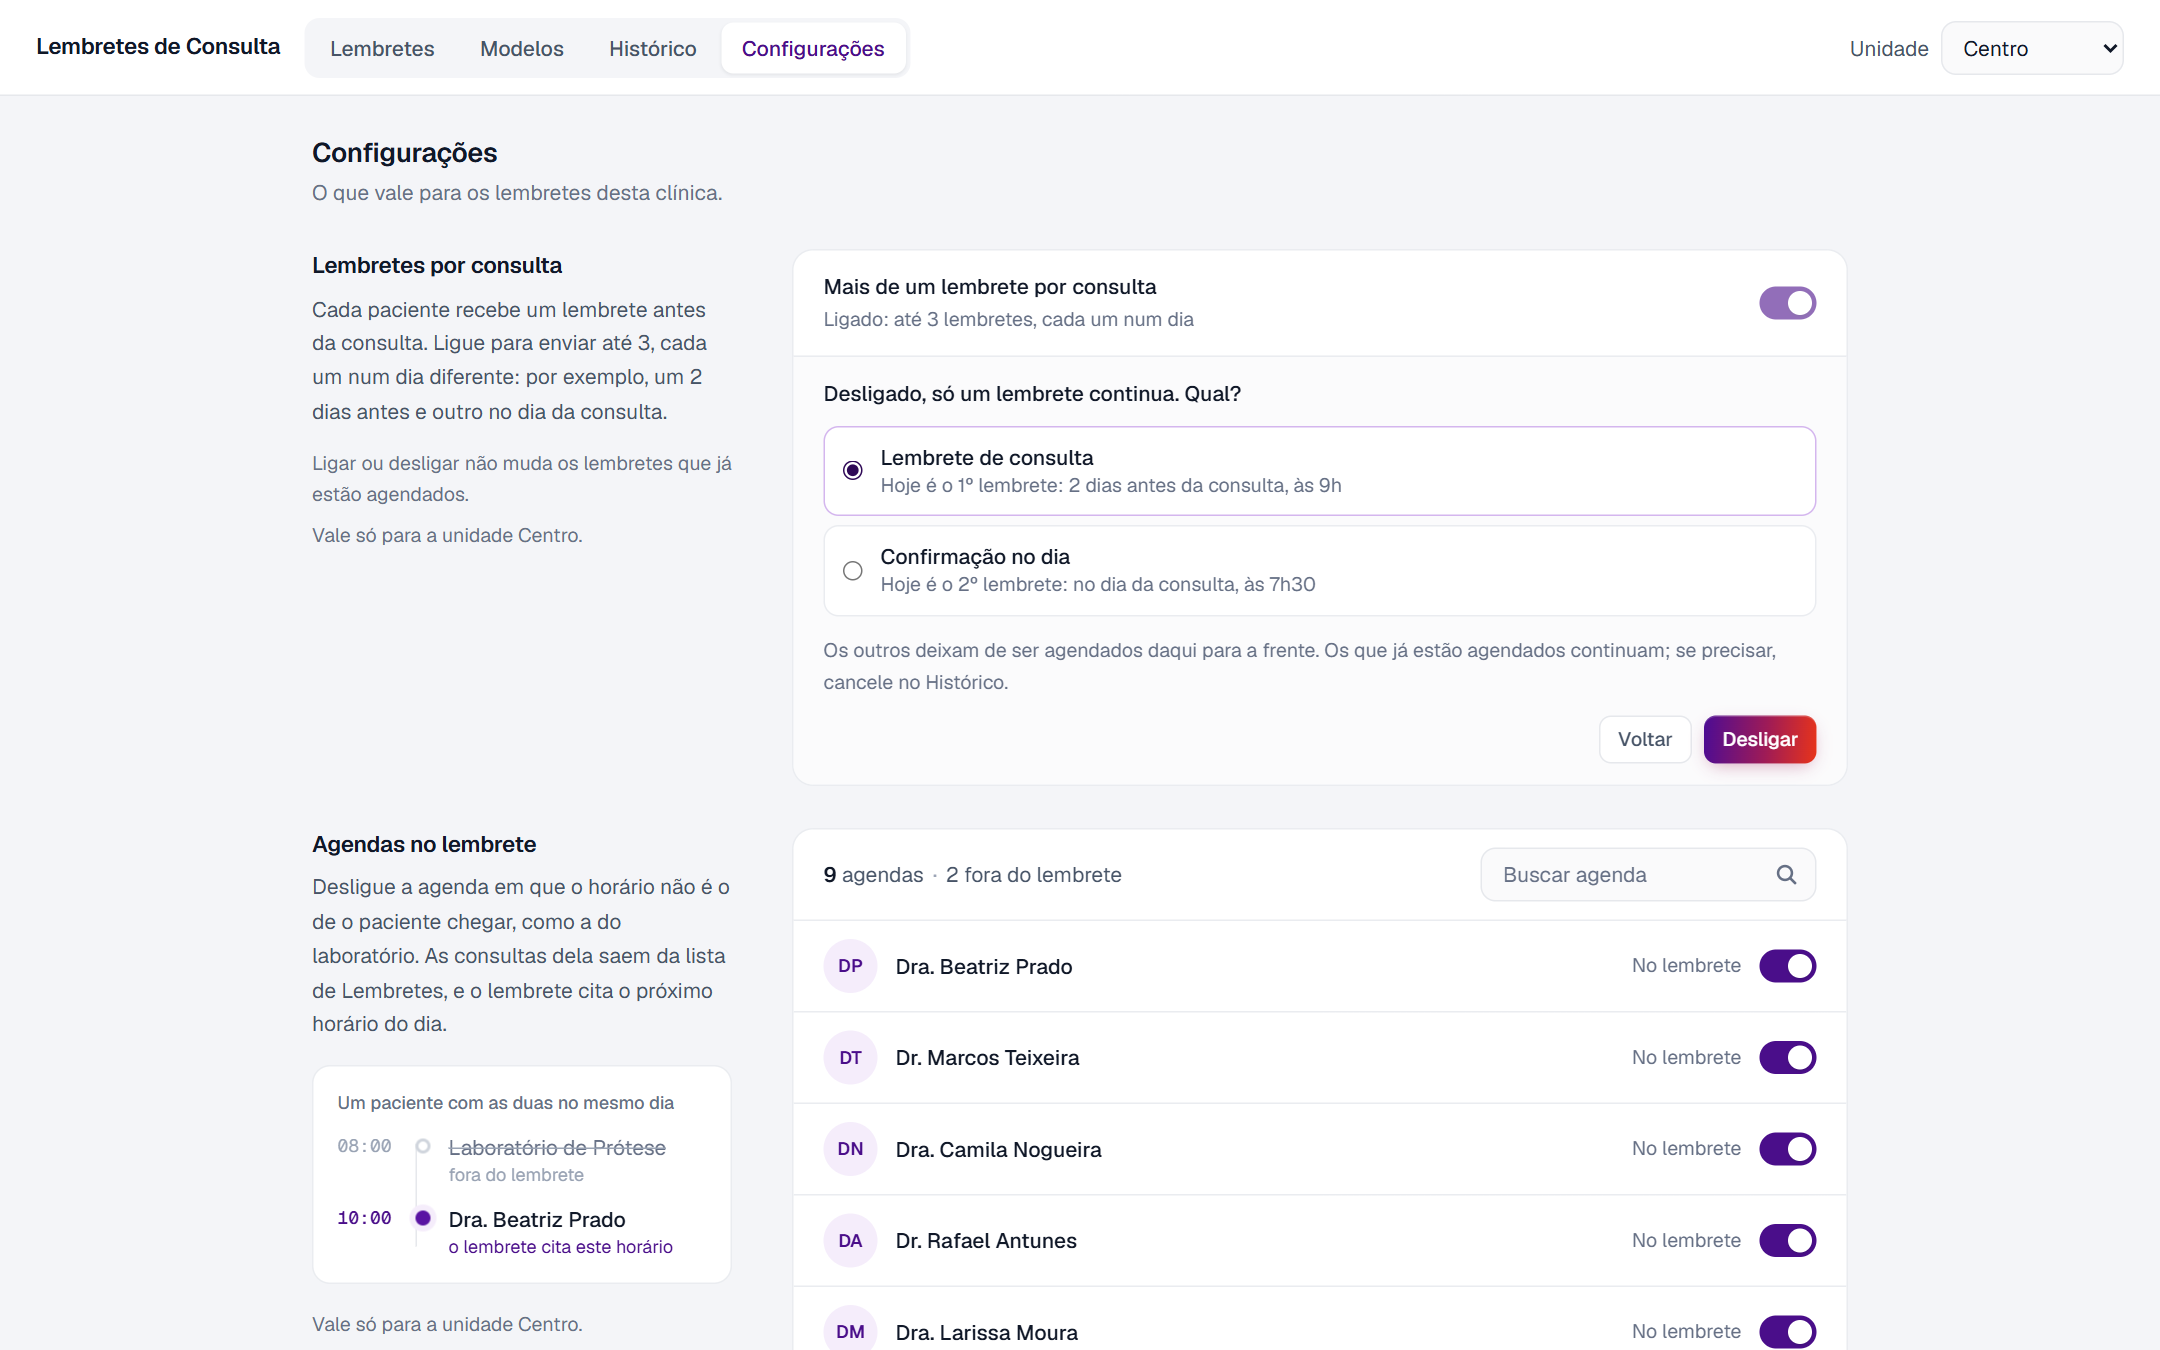 Lembretes de Consulta
Lembretes
Modelos
Histórico
Configurações
Unidade
Centro
Configurações
O que vale para os lembretes desta clínica.
Lembretes por consulta
Cada paciente recebe um lembrete antes
da consulta. Ligue para enviar até 3, cada
um num dia diferente: por exemplo, um 2
dias antes e outro no dia da consulta.
Ligar ou desligar não muda os lembretes que já
estão agendados.
Vale só para a unidade Centro.
Mais de um lembrete por consulta
Ligado: até 3 lembretes, cada um num dia
Desligado, só um lembrete continua. Qual?
Lembrete de consulta
Hoje é o 1º lembrete: 2 dias antes da consulta, às 9h
Confirmação no dia
Hoje é o 2º lembrete: no dia da consulta, às 7h30
Os outros deixam de ser agendados daqui para a frente. Os que já estão agendados continuam; se precisar,
cancele no Histórico.
Voltar
Desligar
Agendas no lembrete
Desligue a agenda em que o horário não é o
de o paciente chegar, como a do
laboratório. As consultas dela saem da lista
de Lembretes, e o lembrete cita o próximo
horário do dia.
Um paciente com as duas no mesmo dia
08:00 Laboratório de Prótese
fora do lembrete
10:00 Dra. Beatriz Prado
o lembrete cita este horário
Vale só para a unidade Centro.
9 agendas · 2 fora do lembrete
Buscar agenda
DP Dra. Beatriz Prado No lembrete
DT Dr. Marcos Teixeira No lembrete
DN Dra. Camila Nogueira No lembrete
DA Dr. Rafael Antunes No lembrete
DM Dra. Larissa Moura No lembrete